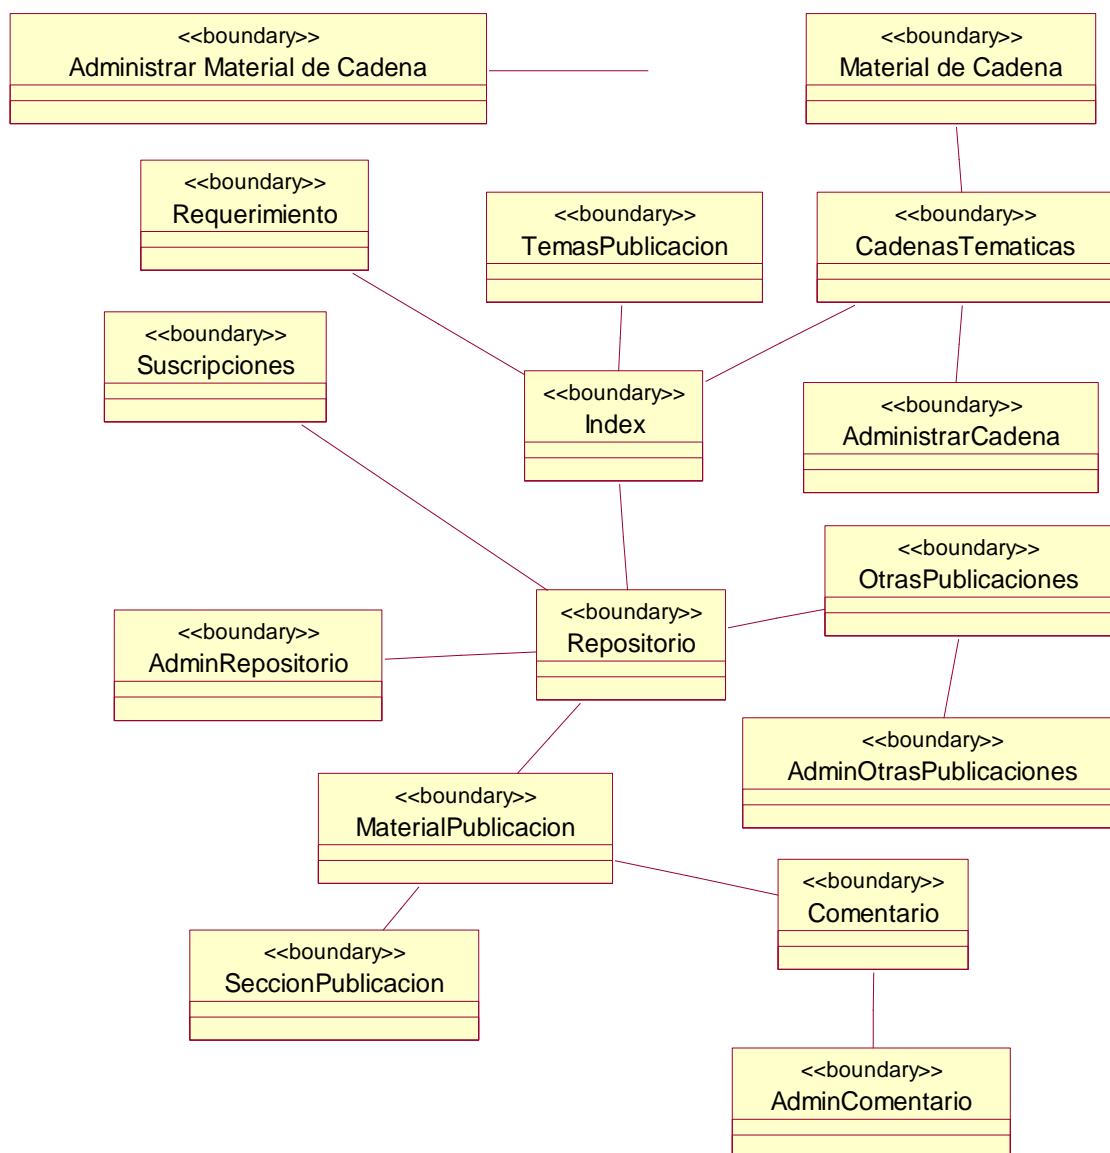 <<boundary>>
Administrar Material de Cadena
<<boundary>>
Material de Cadena
<<boundary>>
Requerimiento
<<boundary>>
TemasPublicacion
<<boundary>>
CadenasTematicas
<<boundary>>
Suscripciones
<<boundary>>
Index
<<boundary>>
AdministrarCadena
<<boundary>>
OtrasPublicaciones
<<boundary>>
Repositorio
<<boundary>>
AdminRepositorio
<<boundary>>
AdminOtrasPublicaciones
<<boundary>>
MaterialPublicacion
<<boundary>>
Comentario
<<boundary>>
SeccionPublicacion
<<boundary>>
AdminComentario